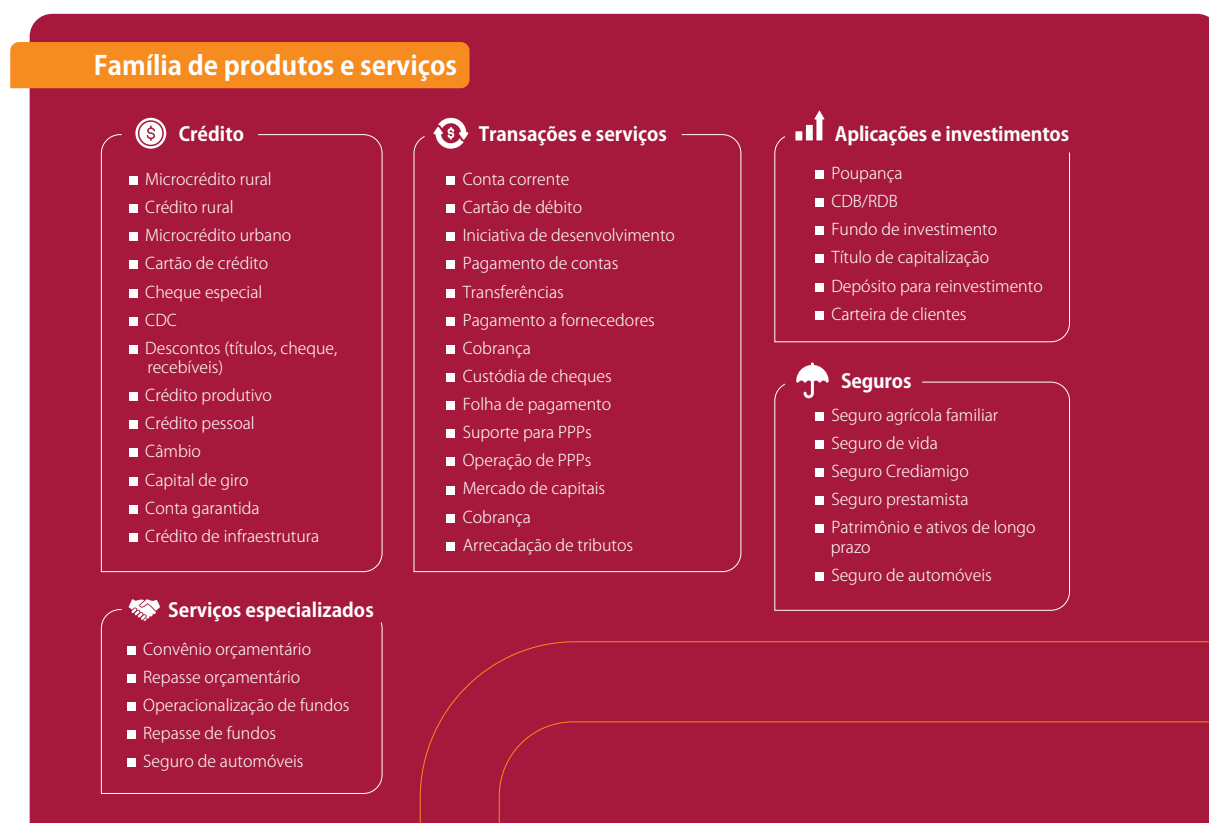 Família de produtos e serviços
Crédito
Microcrédito rural
Crédito rural
Microcrédito urbano
Cartão de crédito
Cheque especial
CDC
Descontos (títulos, cheque,
recebíveis)
Crédito produtivo
Crédito pessoal
Câmbio
Capital de giro
Conta garantida
Crédito de infraestrutura
Transações e serviços
Conta corrente
Cartão de débito
Iniciativa de desenvolvimento
Pagamento de contas
Transferências
Pagamento a fornecedores
Cobrança
Custódia de cheques
Folha de pagamento
Suporte para PPPs
Operação de PPPs
Mercado de capitais
Cobrança
Arrecadação de tributos
Aplicações e investimentos
Poupança
CDB/RDB
Fundo de investimento
Título de capitalização
Depósito para reinvestimento
Carteira de clientes
Seguros
Seguro agrícola familiar
Seguro de vida
Seguro Crediamigo
Seguro prestamista
Patrimônio e ativos de longo
prazo
Seguro de automóveis
Serviços especializados
Convênio orçamentário
Repasse orçamentário
Operacionalização de fundos
Repasse de fundos
Seguro de automóveis